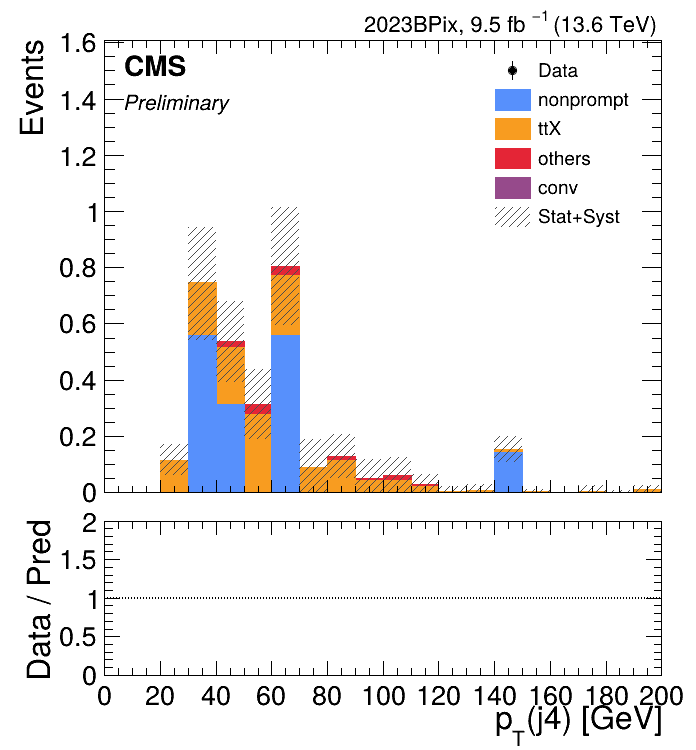 2023BPix, 9.5 fb⁻¹ (13.6 TeV)
CMS
Preliminary
Events
1.6
1.4
1.2
1
0.8
0.6
0.4
0.2
0
Data
nonprompt
ttX
others
conv
Stat+Syst
Data / Pred
2
1.5
1
0.5
0
0 20 40 60 80 100 120 140 160 180 200
p_T(j4) [GeV]